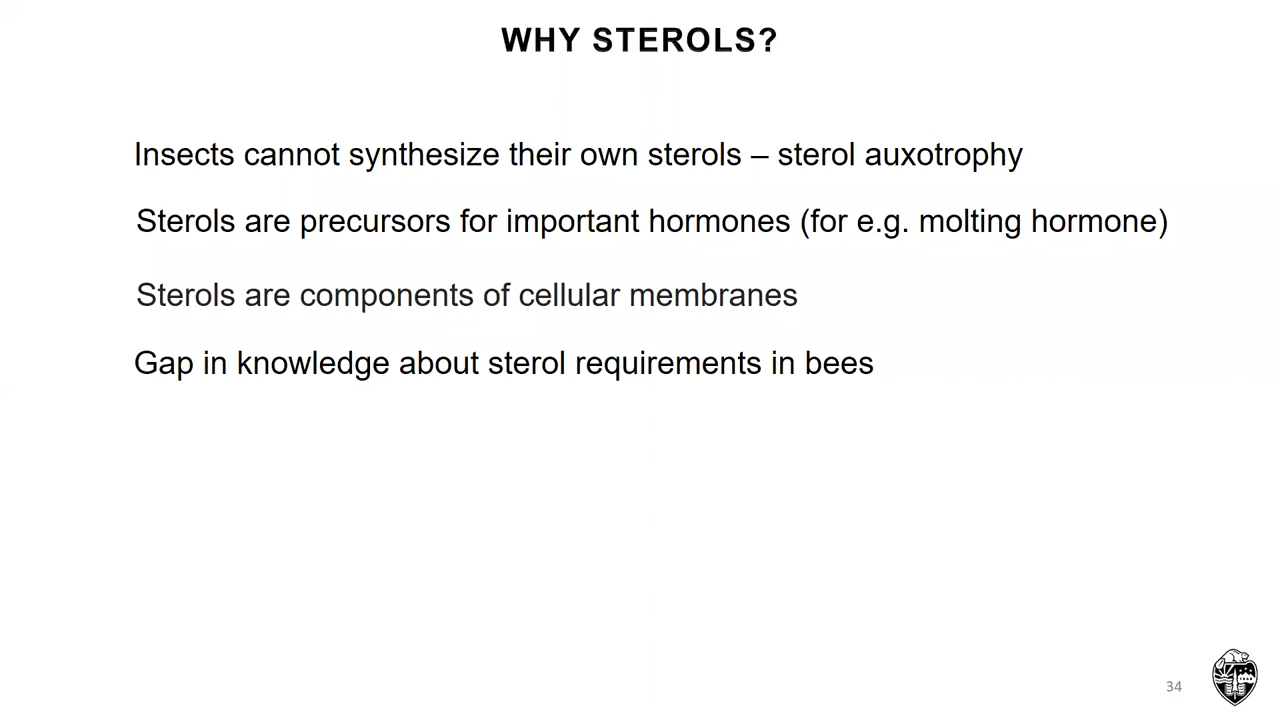 WHY STEROLS?
Insects cannot synthesize their own sterols – sterol auxotrophy
Sterols are precursors for important hormones (for e.g. molting hormone)
Sterols are components of cellular membranes
Gap in knowledge about sterol requirements in bees
34